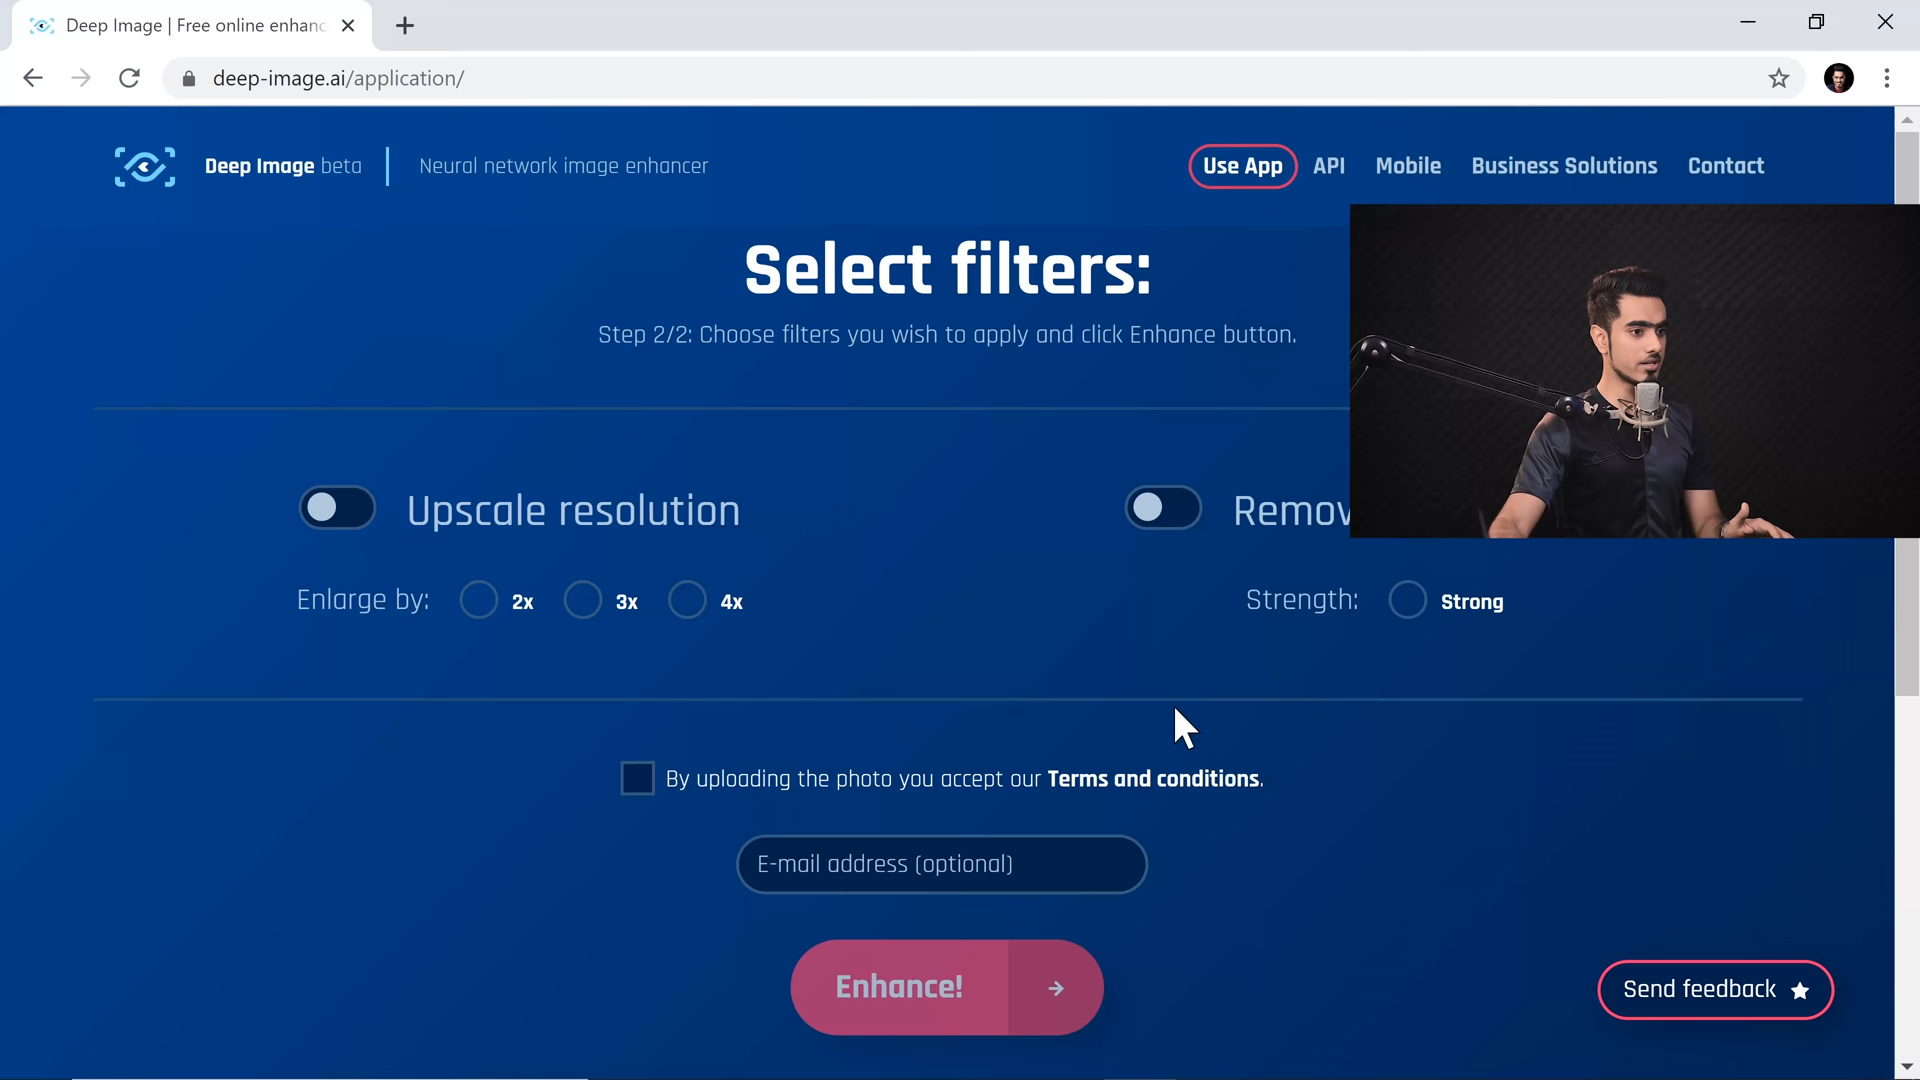 Deep Image | Free online enhanc
deep-image.ai/application/
Deep Image beta
Neural network image enhancer
Use App
API
Mobile
Business Solutions
Contact
Select filters:
Step 2/2: Choose filters you wish to apply and click Enhance button.
Upscale resolution
Remov
Enlarge by:
2x
3x
4x
Strength:
Strong
By uploading the photo you accept our Terms and conditions.
E-mail address (optional)
Enhance!
Send feedback